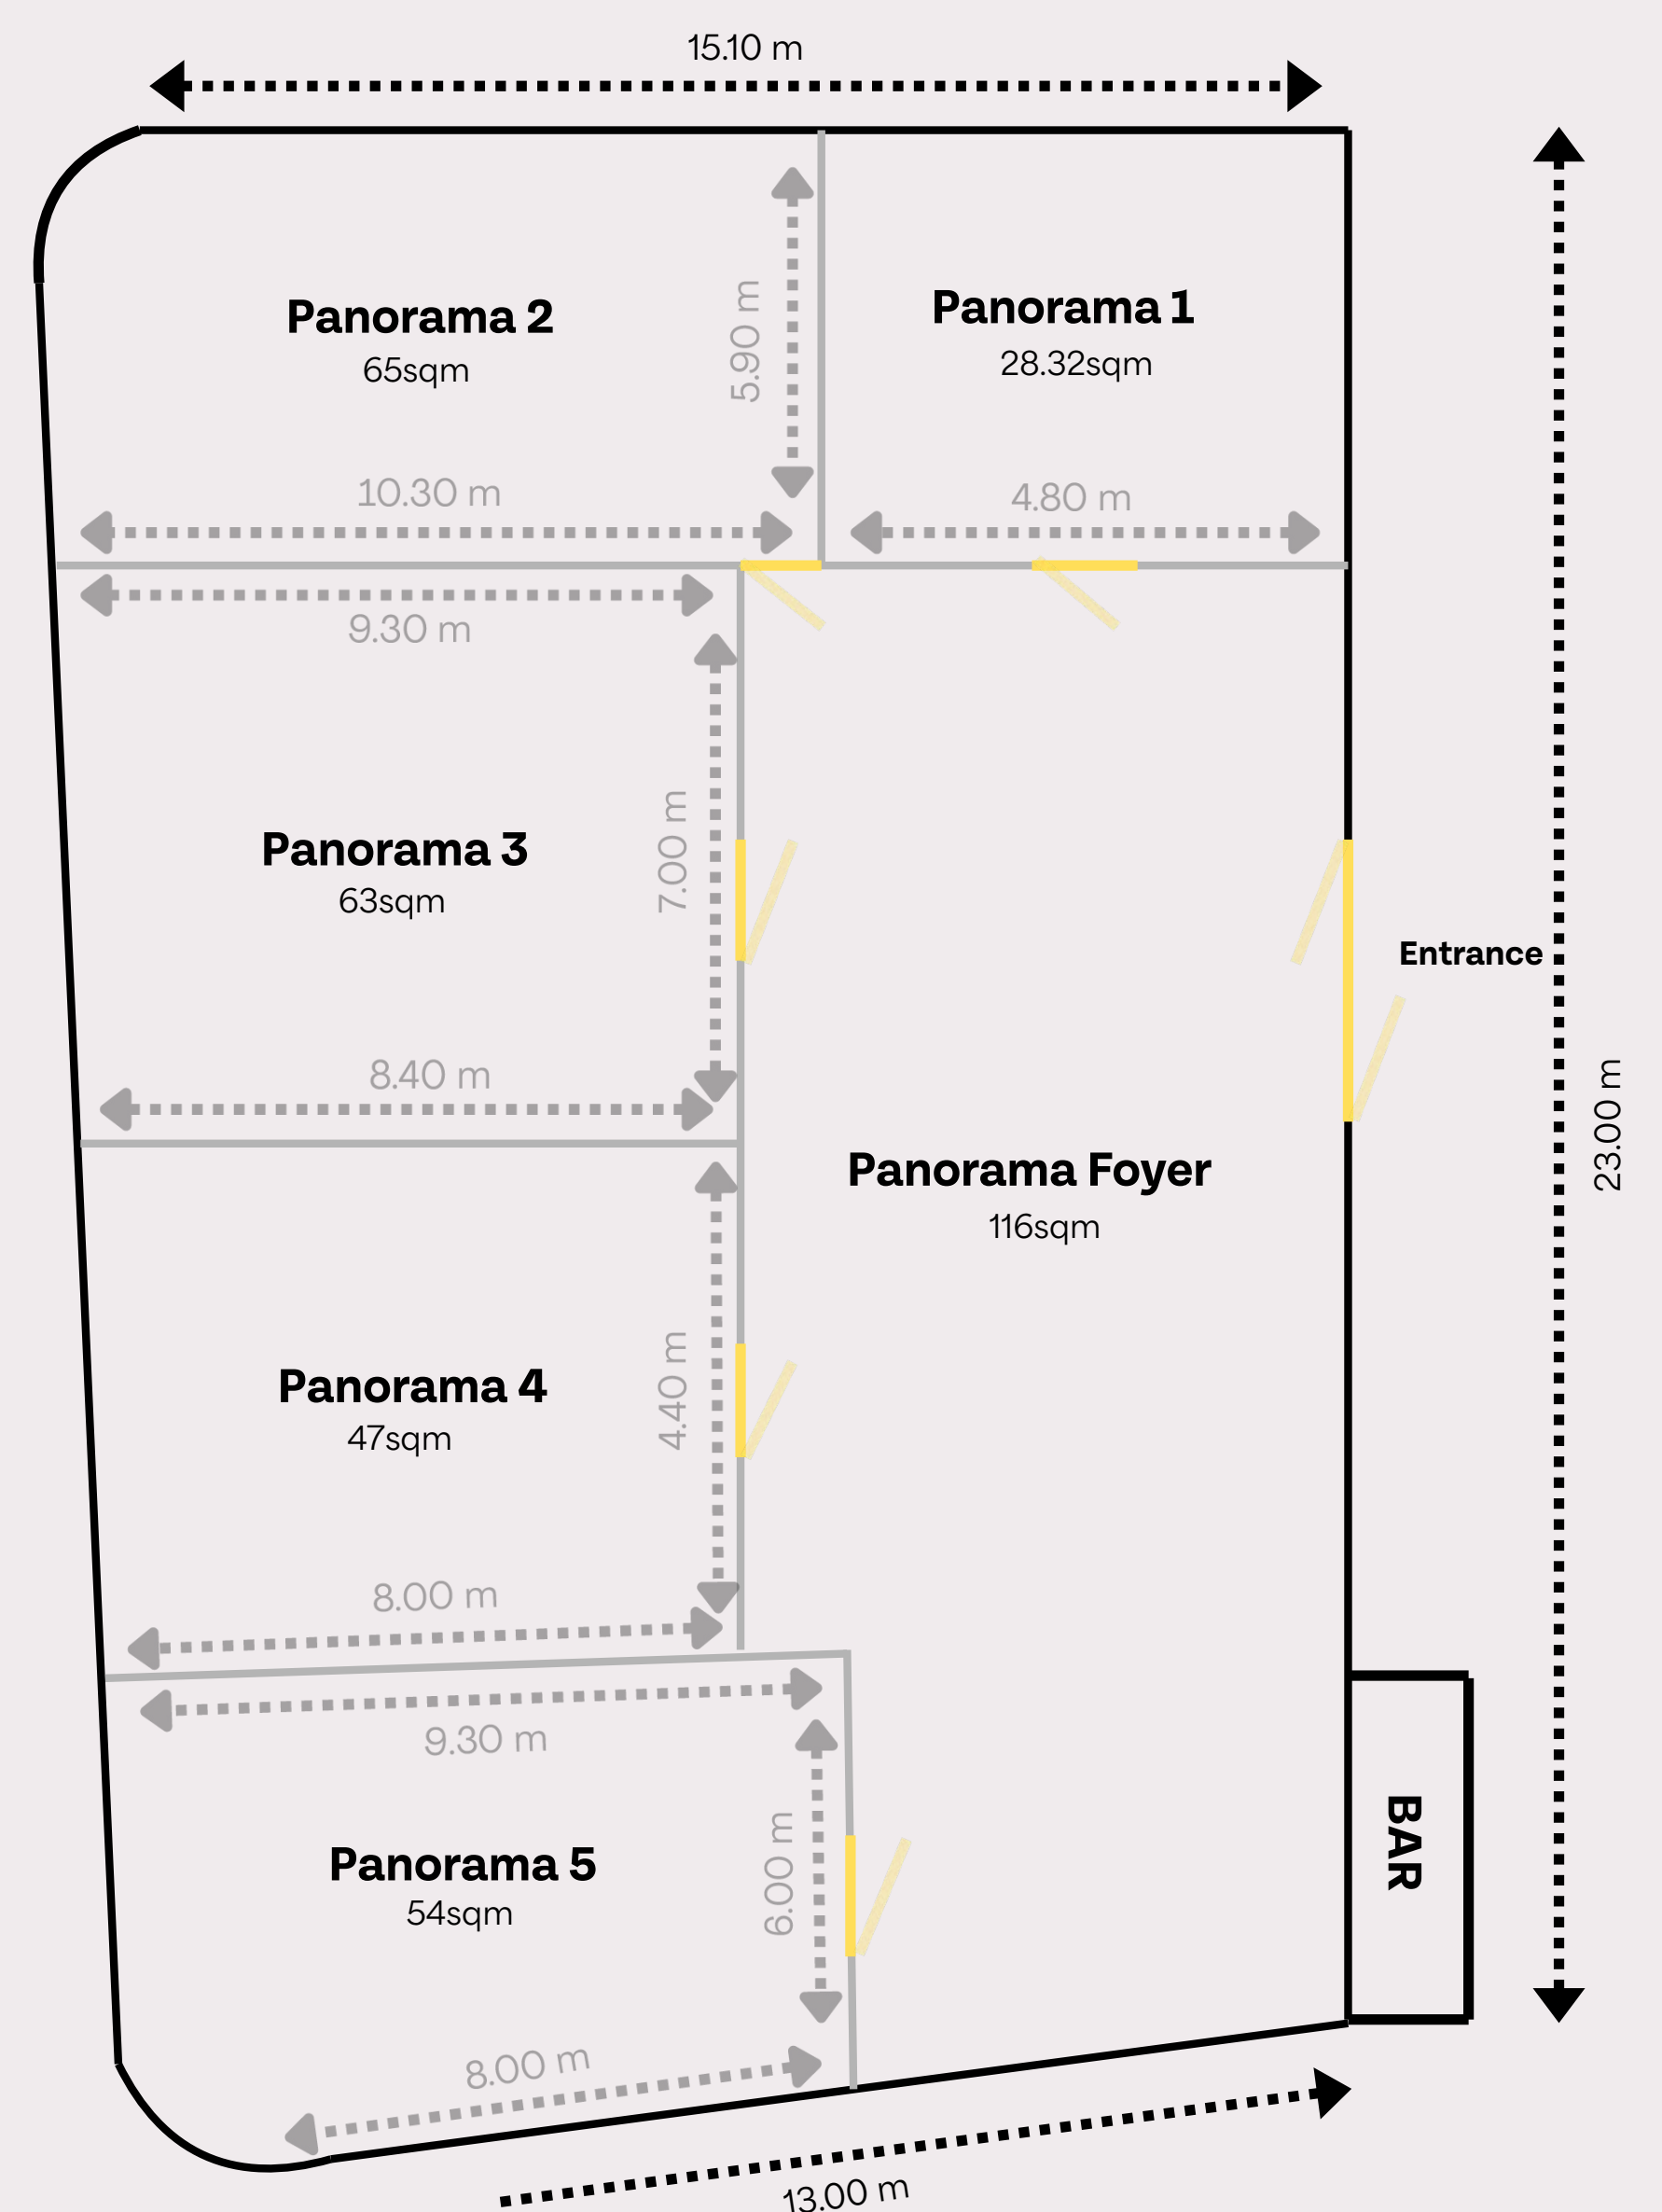 15.10 m
Panorama 2
65sqm
5.90 m
Panorama 1
28.32sqm
10.30 m
4.80 m
9.30 m
Panorama 3
63sqm
7.00 m
Entrance
8.40 m
23.00 m
Panorama Foyer
116sqm
Panorama 4
47sqm
4.40 m
8.00 m
9.30 m
Panorama 5
54sqm
6.00 m
BAR
8.00 m
13.00 m